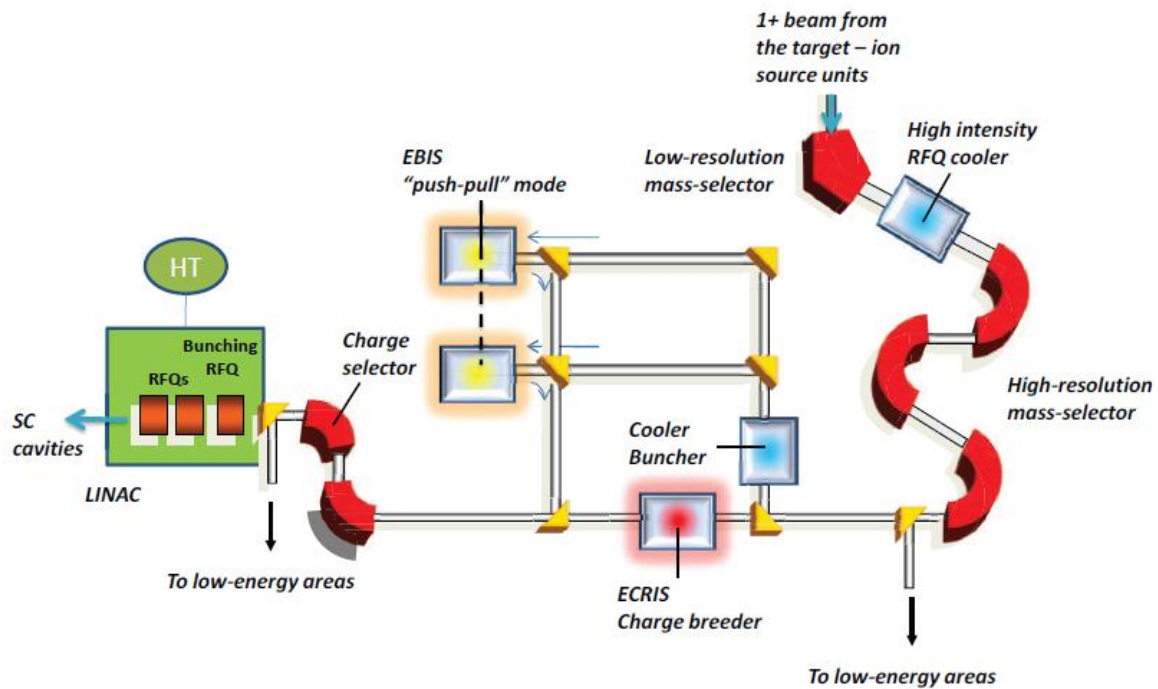 1+ beam from
the target – ion
source units
High intensity
RFQ cooler
EBIS
“push-pull” mode
Low-resolution
mass-selector
HT
Bunching
RFQ
RFQs
Charge
selector
High-resolution
mass-selector
SC
cavities
Cooler
Buncher
LINAC
To low-energy areas
ECRIS
Charge breeder
To low-energy areas